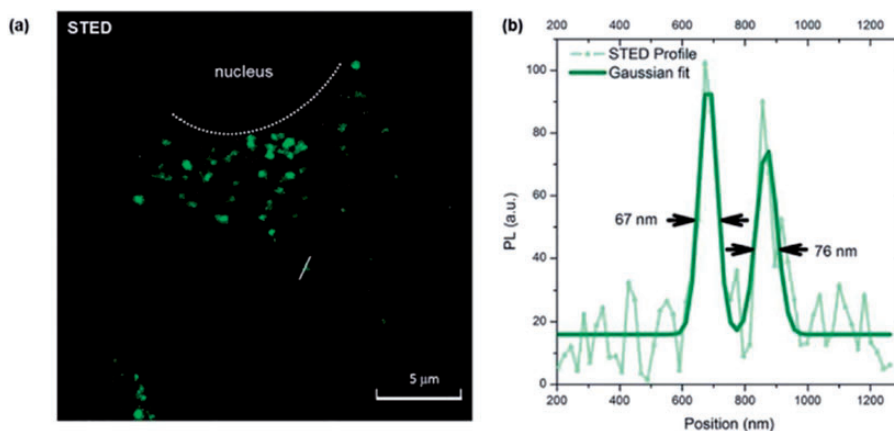 (a)
STED
nucleus
5 μm
(b)
200 400 600 800 1000 1200
STED Profile
Gaussian fit
100
80
60
40
20
0
67 nm
76 nm
PL (a.u.)
200 400 600 800 1000 1200
Position (nm)